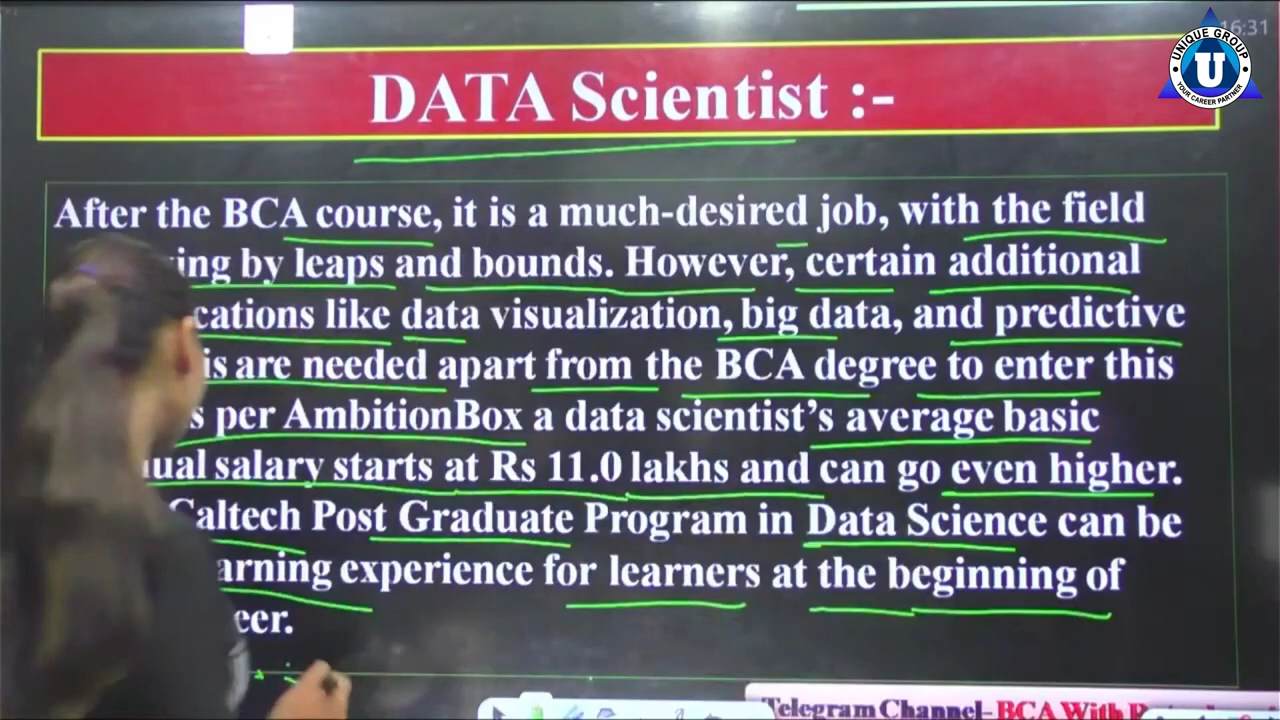 16:31
UNIQUE GROUP
U
YOUR CAREER PARTNER
DATA Scientist :-
After the BCA course, it is a much-desired job, with the field
ing by leaps and bounds. However, certain additional
cations like data visualization, big data, and predictive
is are needed apart from the BCA degree to enter this
s per AmbitionBox a data scientist's average basic
ual salary starts at Rs 11.0 lakhs and can go even higher.
Caltech Post Graduate Program in Data Science can be
arning experience for learners at the beginning of
eer.
Telegram Channel- BCA With